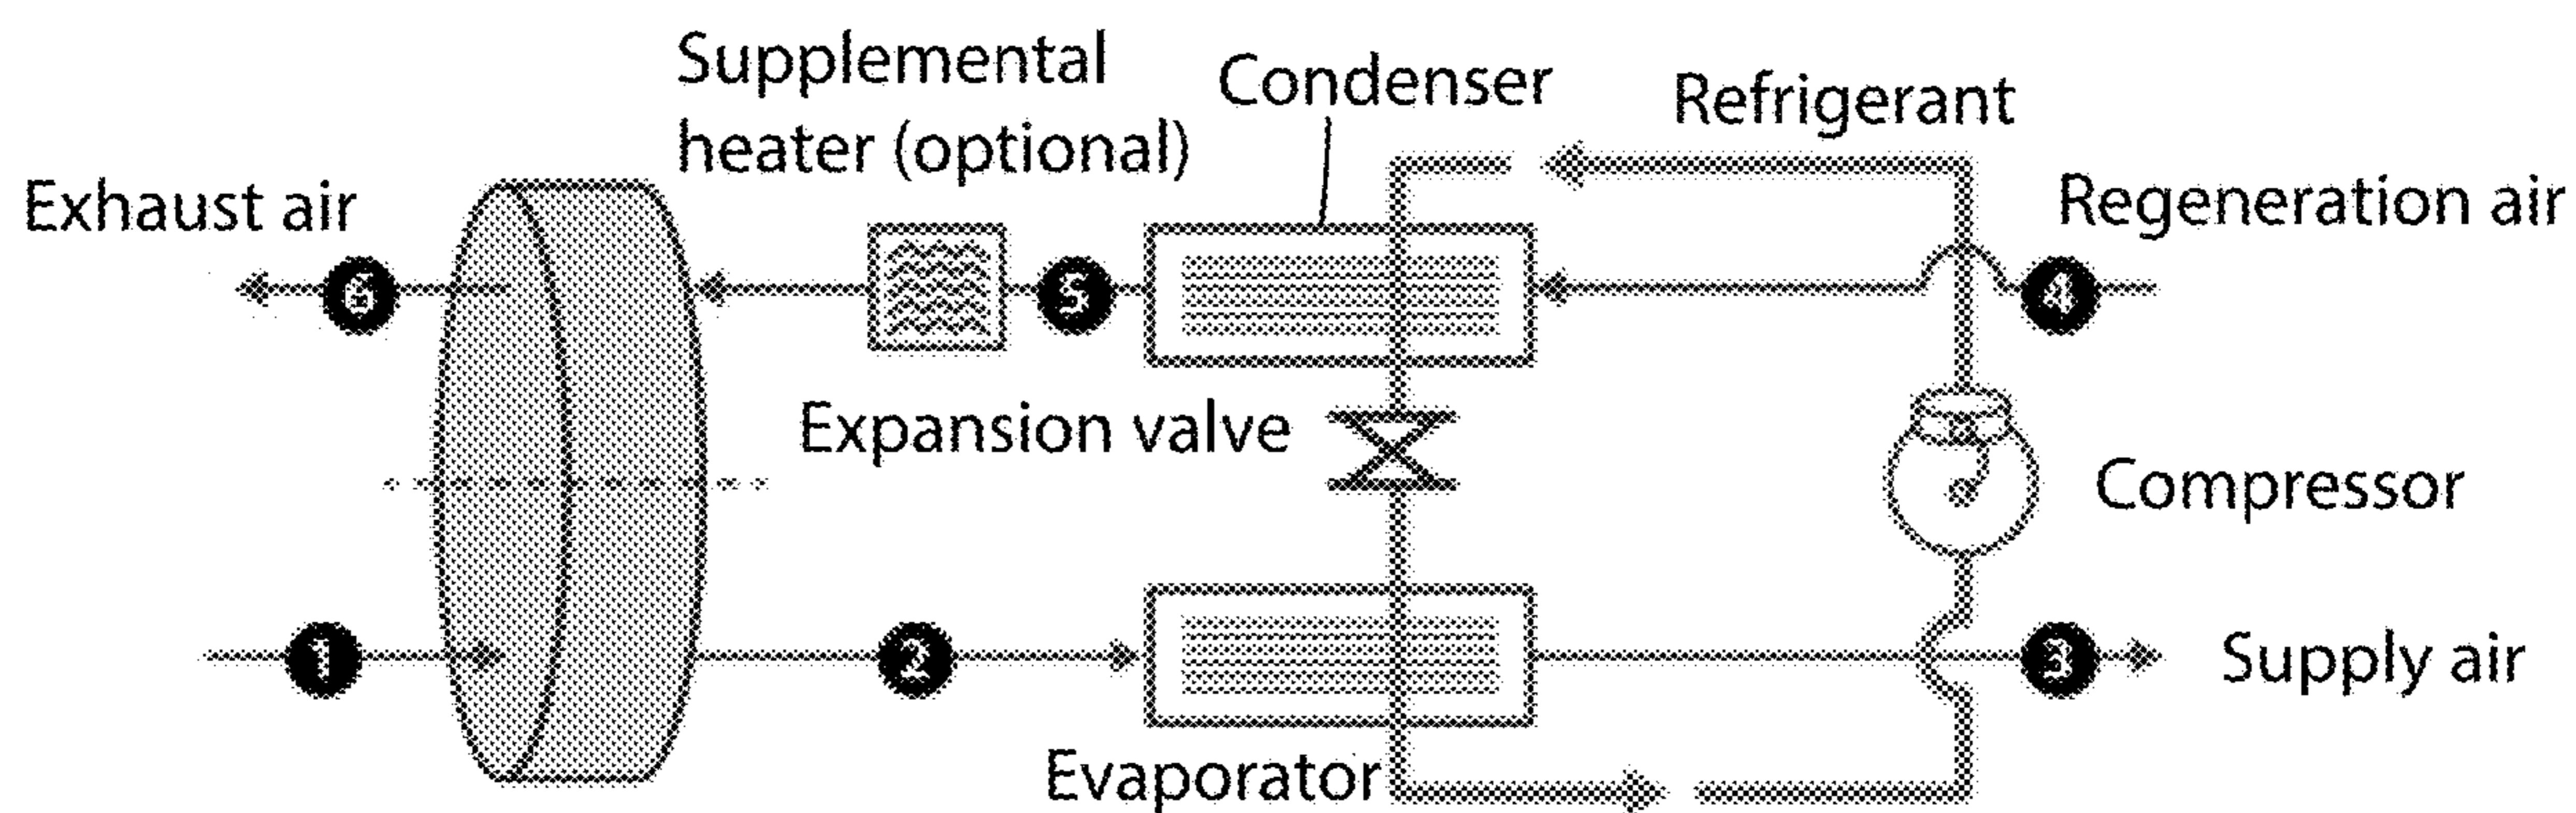 Supplemental
heater (optional)
Condenser
Refrigerant
Exhaust air
Regeneration air
6
5
4
Expansion valve
Compressor
1
2
3
Supply air
Evaporator